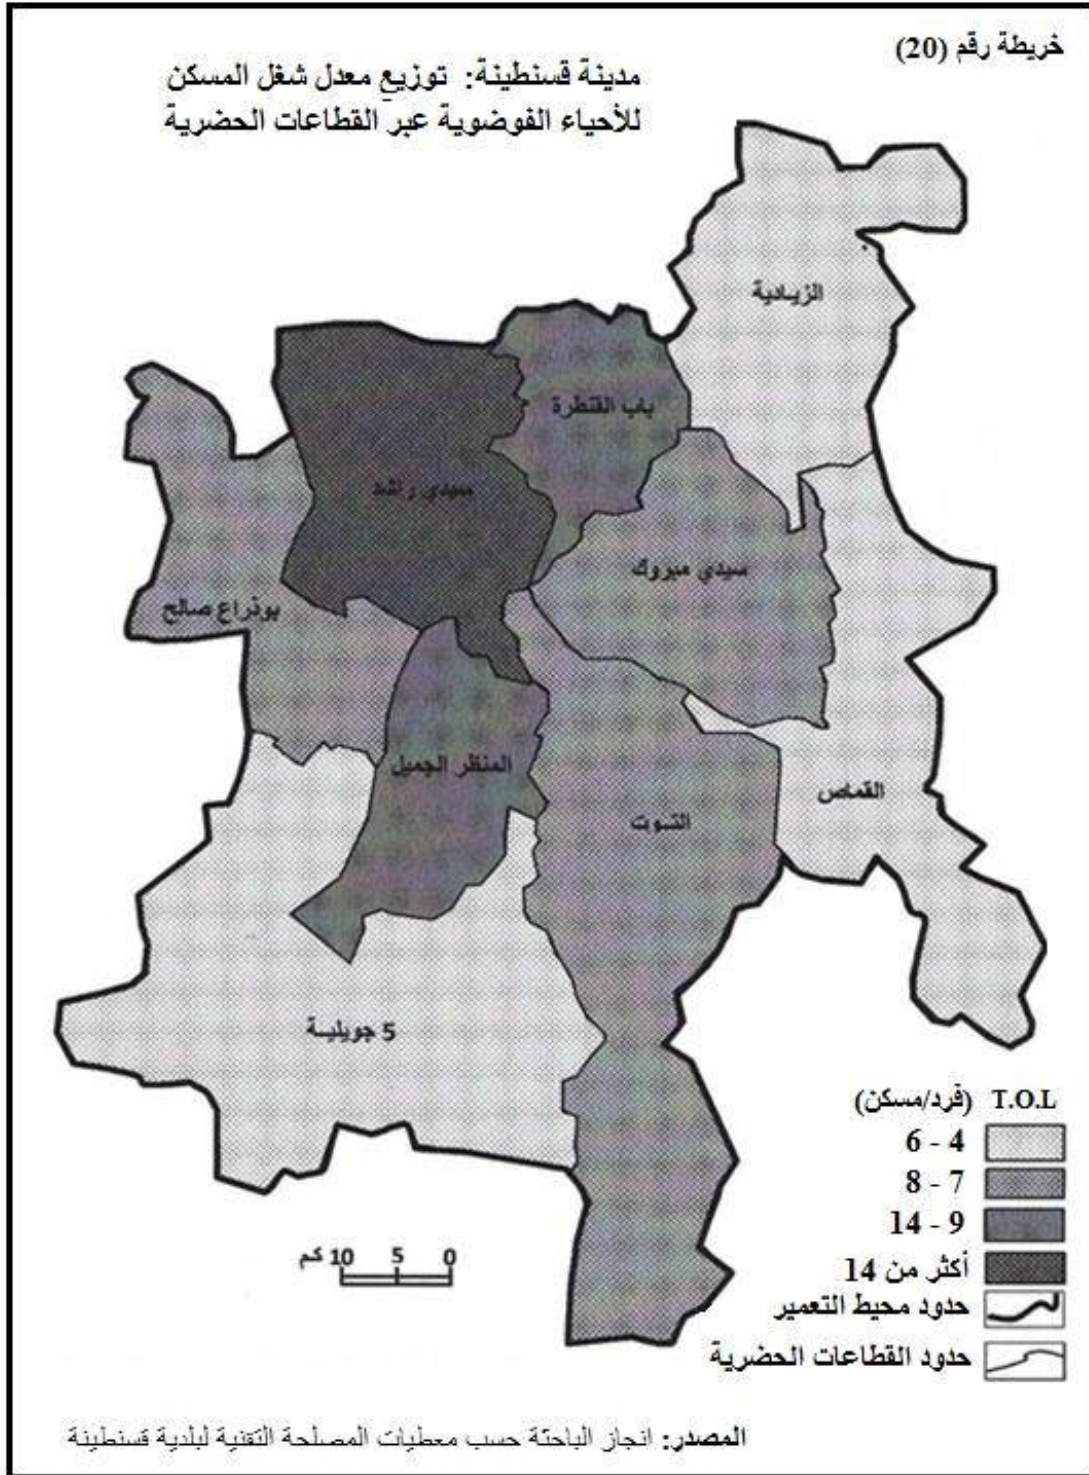 خريطة رقم (20)
مدينة قسنطينة: توزيع معدل شغل المسكن
للأحياء الفوضوية عبر القطاعات الحضرية
الزيادية
باب القنطرة
سيدي راشد
سيدي مبروك
بوذراع صالح
المنظر الجميل
التوت
القماص
5 جويليـة
T.O.L (فرد/مسكن)
6 - 4
8 - 7
14 - 9
أكثر من 14
حدود محيط التعمير
حدود القطاعات الحضرية
0 5 10 كم
المصدر: انجاز الباحثة حسب معطيات المصلحة التقنية لبلدية قسنطينة